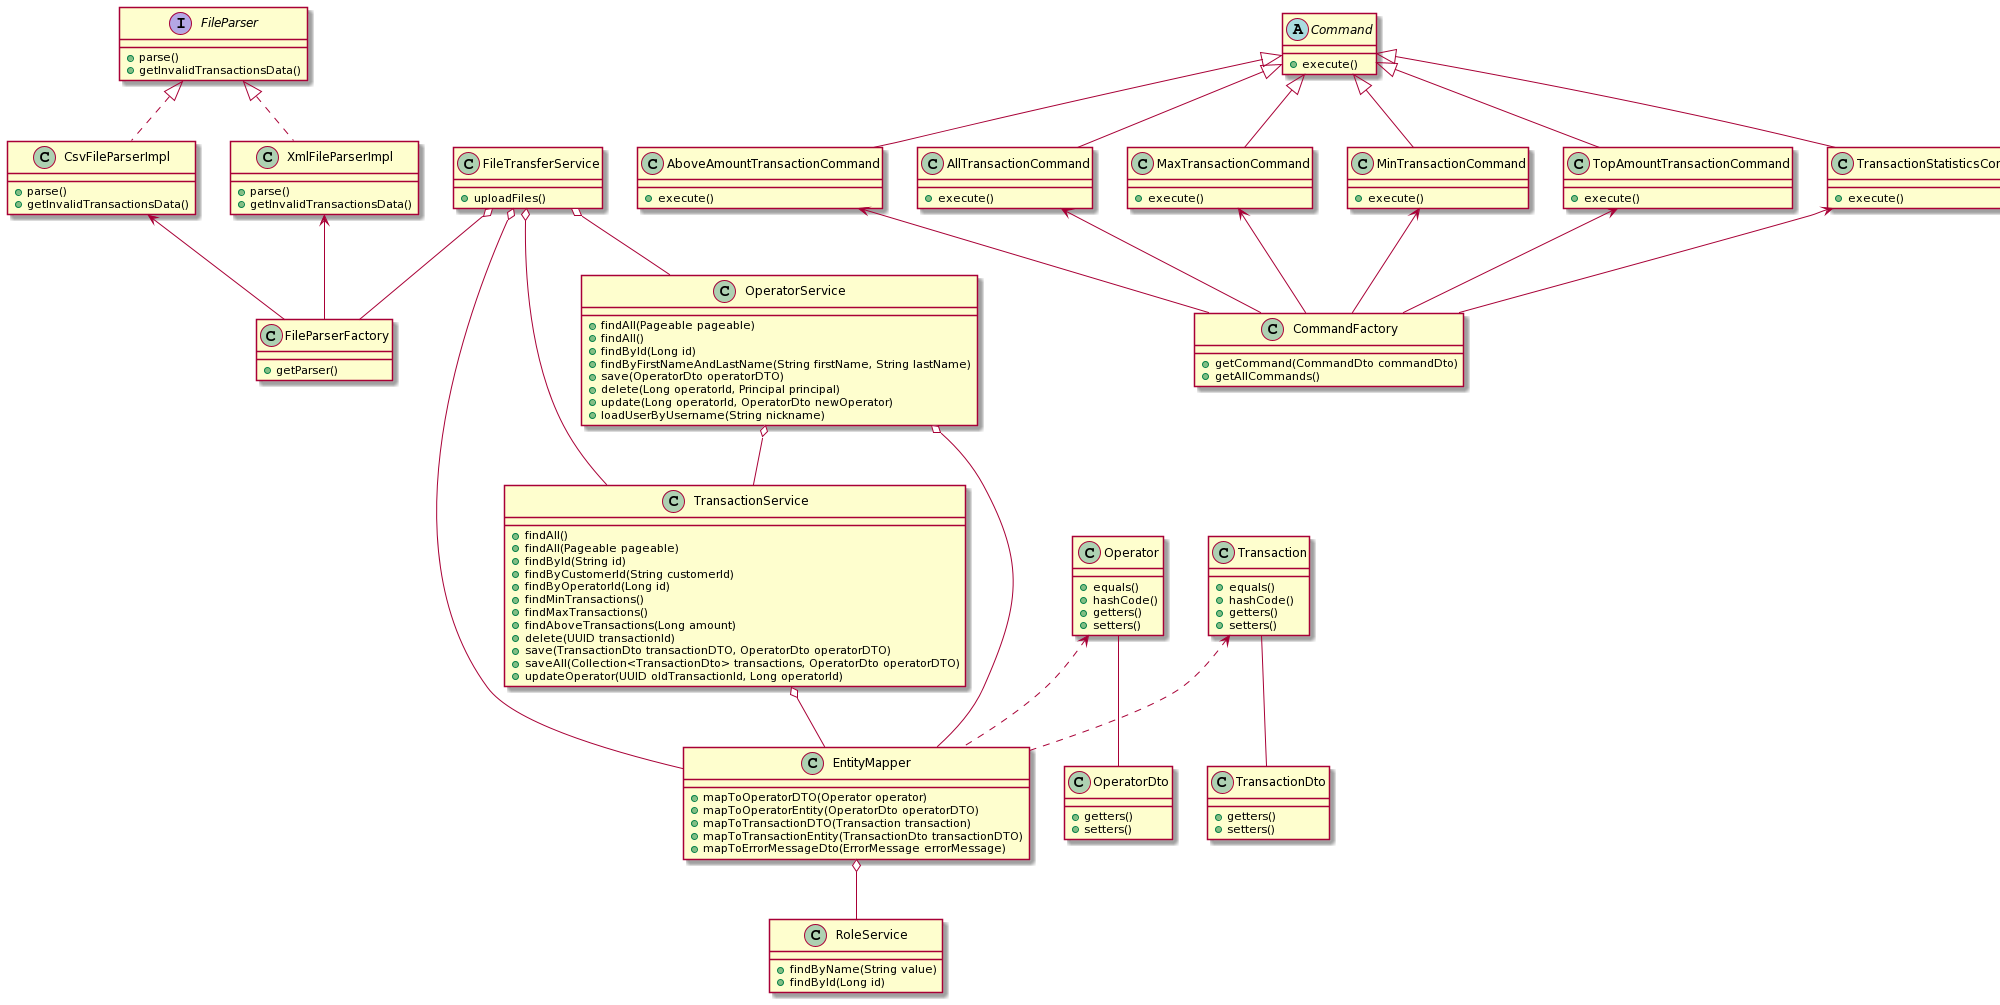 I FileParser
parse()
getInvalidTransactionsData()
A Command
execute()
C CsvFileParserImpl
parse()
getInvalidTransactionsData()
C XmlFileParserImpl
parse()
getInvalidTransactionsData()
C FileTransferService
uploadFiles()
C AboveAmountTransactionCommand
execute()
C AllTransactionCommand
execute()
C MaxTransactionCommand
execute()
C MinTransactionCommand
execute()
C TopAmountTransactionCommand
execute()
C TransactionStatisticsCo
execute()
C FileParserFactory
getParser()
C OperatorService
findAll(Pageable pageable)
findAll()
findById(Long id)
findByFirstNameAndLastName(String firstName, String lastName)
save(OperatorDto operatorDTO)
delete(Long operatorId, Principal principal)
update(Long operatorId, OperatorDto newOperator)
loadUserByUsername(String nickname)
C CommandFactory
getCommand(CommandDto commandDto)
getAllCommands()
C TransactionService
findAll()
findAll(Pageable pageable)
findById(String id)
findByCustomerId(String customerId)
findByOperatorId(Long id)
findMinTransactions()
findMaxTransactions()
findAboveTransactions(Long amount)
delete(UUID transactionId)
save(TransactionDto transactionDTO, OperatorDto operatorDTO)
saveAll(Collection<TransactionDto> transactions, OperatorDto operatorDTO)
updateOperator(UUID oldTransactionId, Long operatorId)
C Operator
equals()
hashCode()
getters()
setters()
C Transaction
equals()
hashCode()
getters()
setters()
C EntityMapper
mapToOperatorDTO(Operator operator)
mapToOperatorEntity(OperatorDto operatorDTO)
mapToTransactionDTO(Transaction transaction)
mapToTransactionEntity(TransactionDto transactionDTO)
mapToErrorMessageDto(ErrorMessage errorMessage)
C OperatorDto
getters()
setters()
C TransactionDto
getters()
setters()
C RoleService
findByName(String value)
findById(Long id)